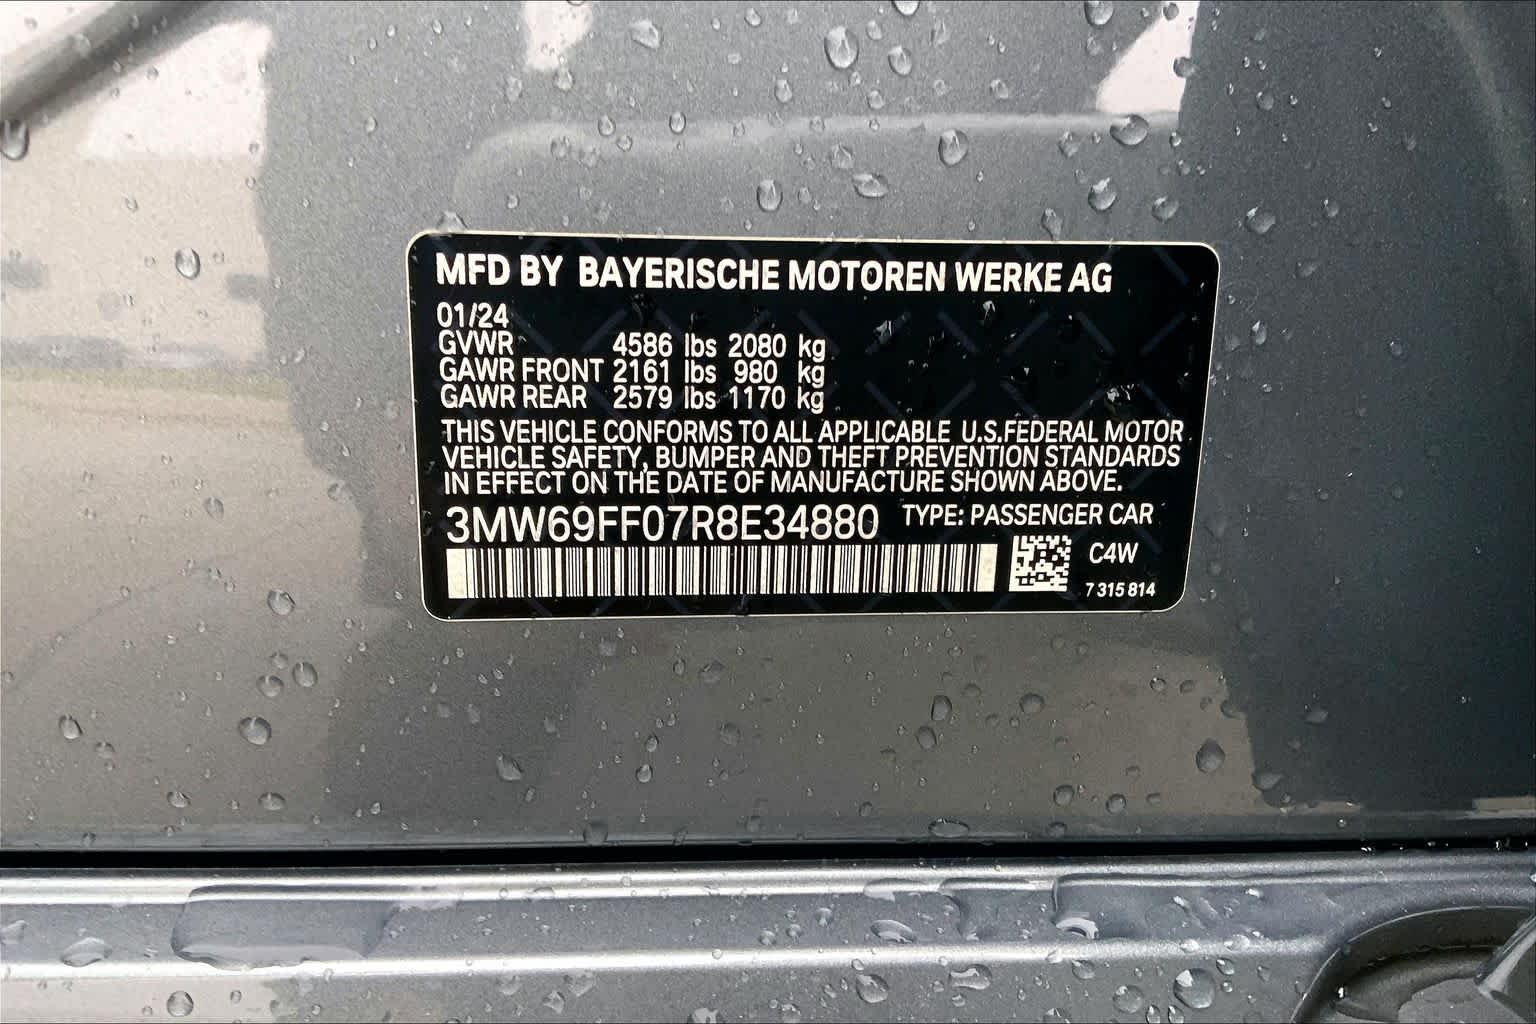 MFD BY BAYERISCHE MOTOREN WERKE AG
01/24
GVWR 4586 lbs 2080 kg
GAWR FRONT 2161 lbs 980 kg
GAWR REAR 2579 lbs 1170 kg
THIS VEHICLE CONFORMS TO ALL APPLICABLE U.S.FEDERAL MOTOR
VEHICLE SAFETY, BUMPER AND THEFT PREVENTION STANDARDS
IN EFFECT ON THE DATE OF MANUFACTURE SHOWN ABOVE.
3MW69FF07R8E34880 TYPE: PASSENGER CAR
C4W
7 315 814